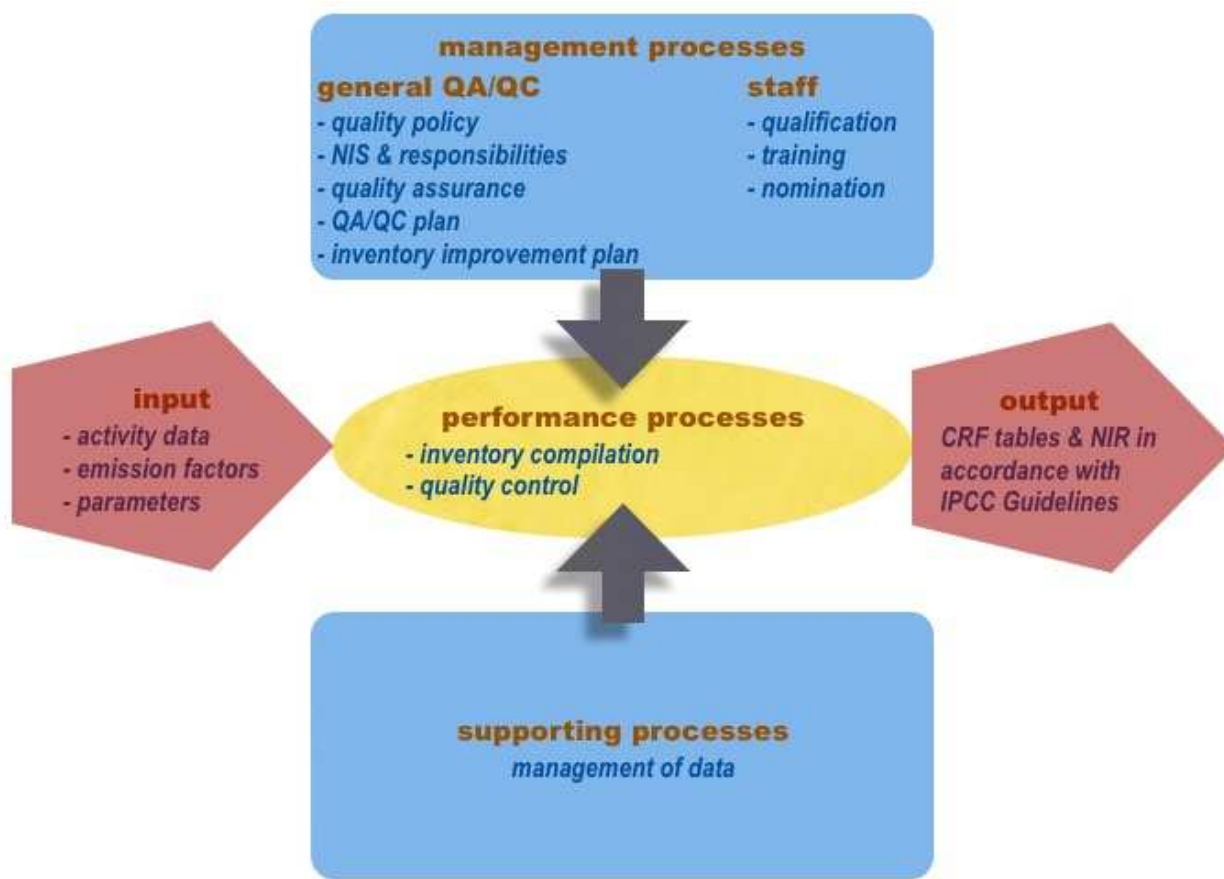 management processes
general QA/QC
- quality policy
- NIS & responsibilities
- quality assurance
- QA/QC plan
- inventory improvement plan
staff
- qualification
- training
- nomination
input
- activity data
- emission factors
- parameters
performance processes
- inventory compilation
- quality control
output
CRF tables & NIR in
accordance with
IPCC Guidelines
supporting processes
management of data